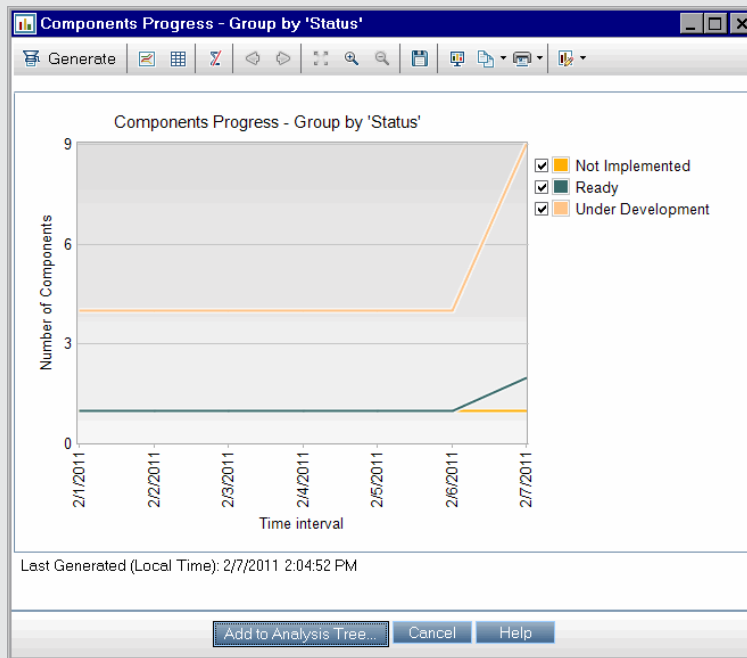 Components Progress - Group by 'Status'
Generate
Components Progress - Group by 'Status'
9
6
3
0
Number of Components
2/1/2011
2/2/2011
2/3/2011
2/4/2011
2/5/2011
2/6/2011
2/7/2011
Time interval
Not Implemented
Ready
Under Development
Last Generated (Local Time): 2/7/2011 2:04:52 PM
Add to Analysis Tree... Cancel Help